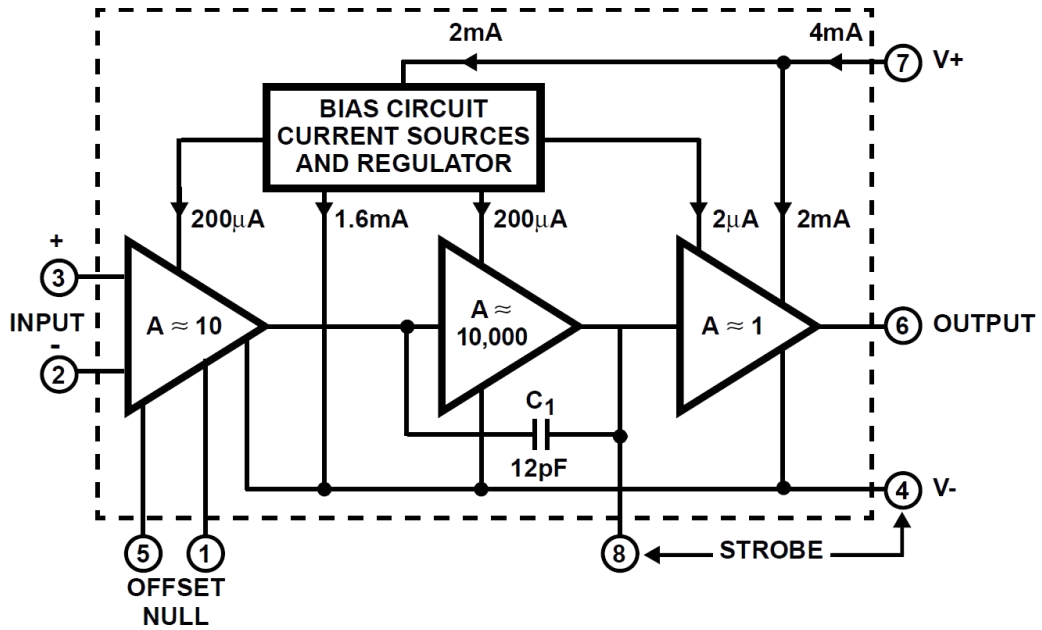 2mA
4mA
7
V+
BIAS CIRCUIT
CURRENT SOURCES
AND REGULATOR
200μA
1.6mA
200μA
2μA
2mA
+
3
INPUT
-
2
A ≈ 10
A ≈
10,000
A ≈ 1
6
OUTPUT
C1
12pF
4
V-
5
1
8
STROBE
OFFSET
NULL